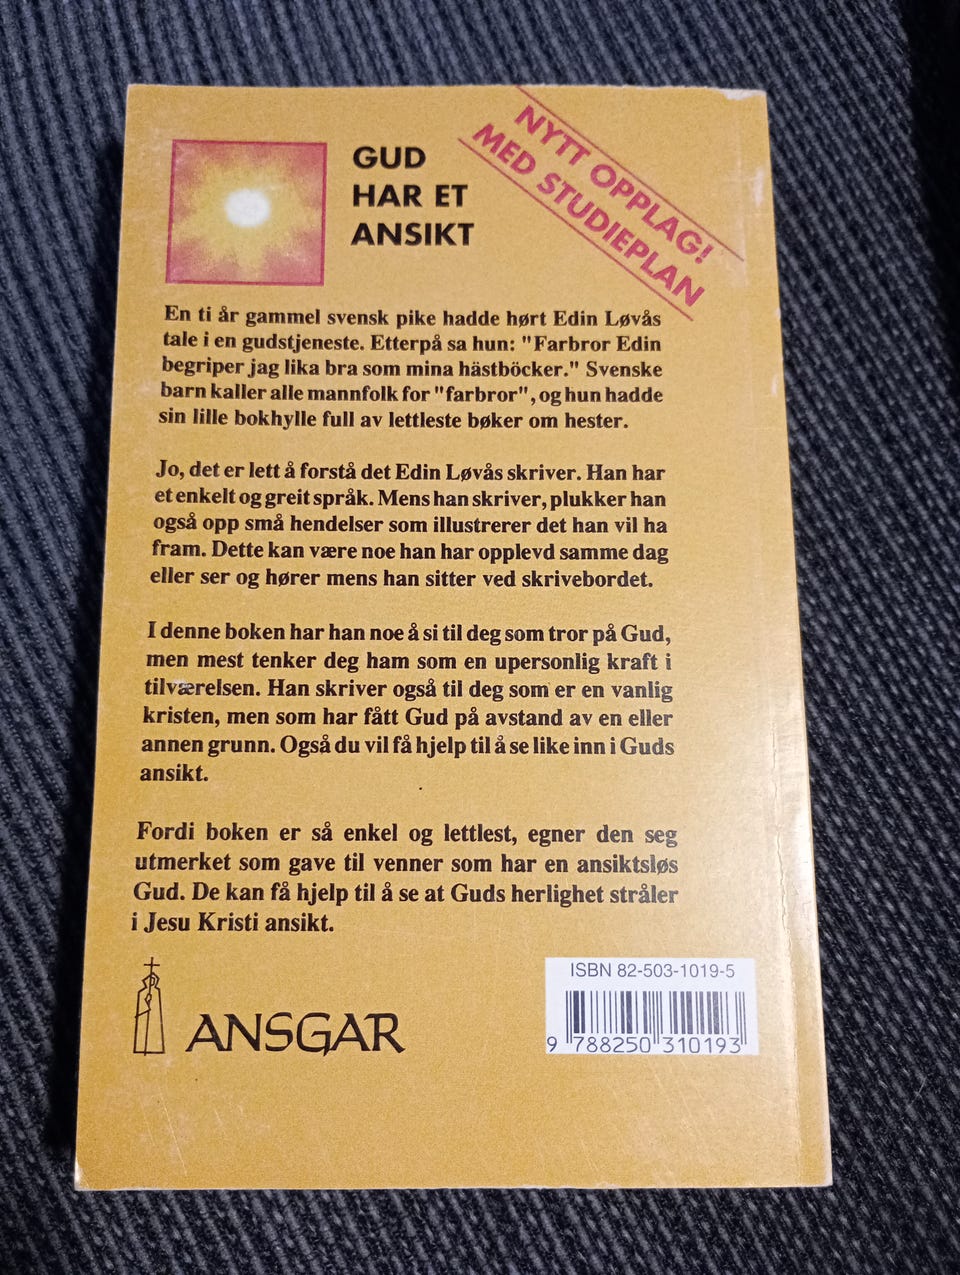 GUD
HAR ET
ANSIKT
NYTT OPPLAG!
MED STUDIEPLAN
En ti år gammel svensk pike hadde hørt Edin Løvås
tale i en gudstjeneste. Etterpå sa hun: "Farbror Edin
begriper jag lika bra som mina hästböcker." Svenske
barn kaller alle mannfolk for "farbror", og hun hadde
sin lille bokhylle full av lettleste bøker om hester.
Jo, det er lett å forstå det Edin Løvås skriver. Han har
et enkelt og greit språk. Mens han skriver, plukker han
også opp små hendelser som illustrerer det han vil ha
fram. Dette kan være noe han har opplevd samme dag
eller ser og hører mens han sitter ved skrivebordet.
I denne boken har han noe å si til deg som tror på Gud,
men mest tenker deg ham som en upersonlig kraft i
tilværelsen. Han skriver også til deg som er en vanlig
kristen, men som har fått Gud på avstand av en eller
annen grunn. Også du vil få hjelp til å se like inn i Guds
ansikt.
Fordi boken er så enkel og lettlest, egner den seg
utmerket som gave til venner som har en ansiktsløs
Gud. De kan få hjelp til å se at Guds herlighet stråler
i Jesu Kristi ansikt.
ANSGAR
ISBN 82-503-1019-5
9 788250 310193